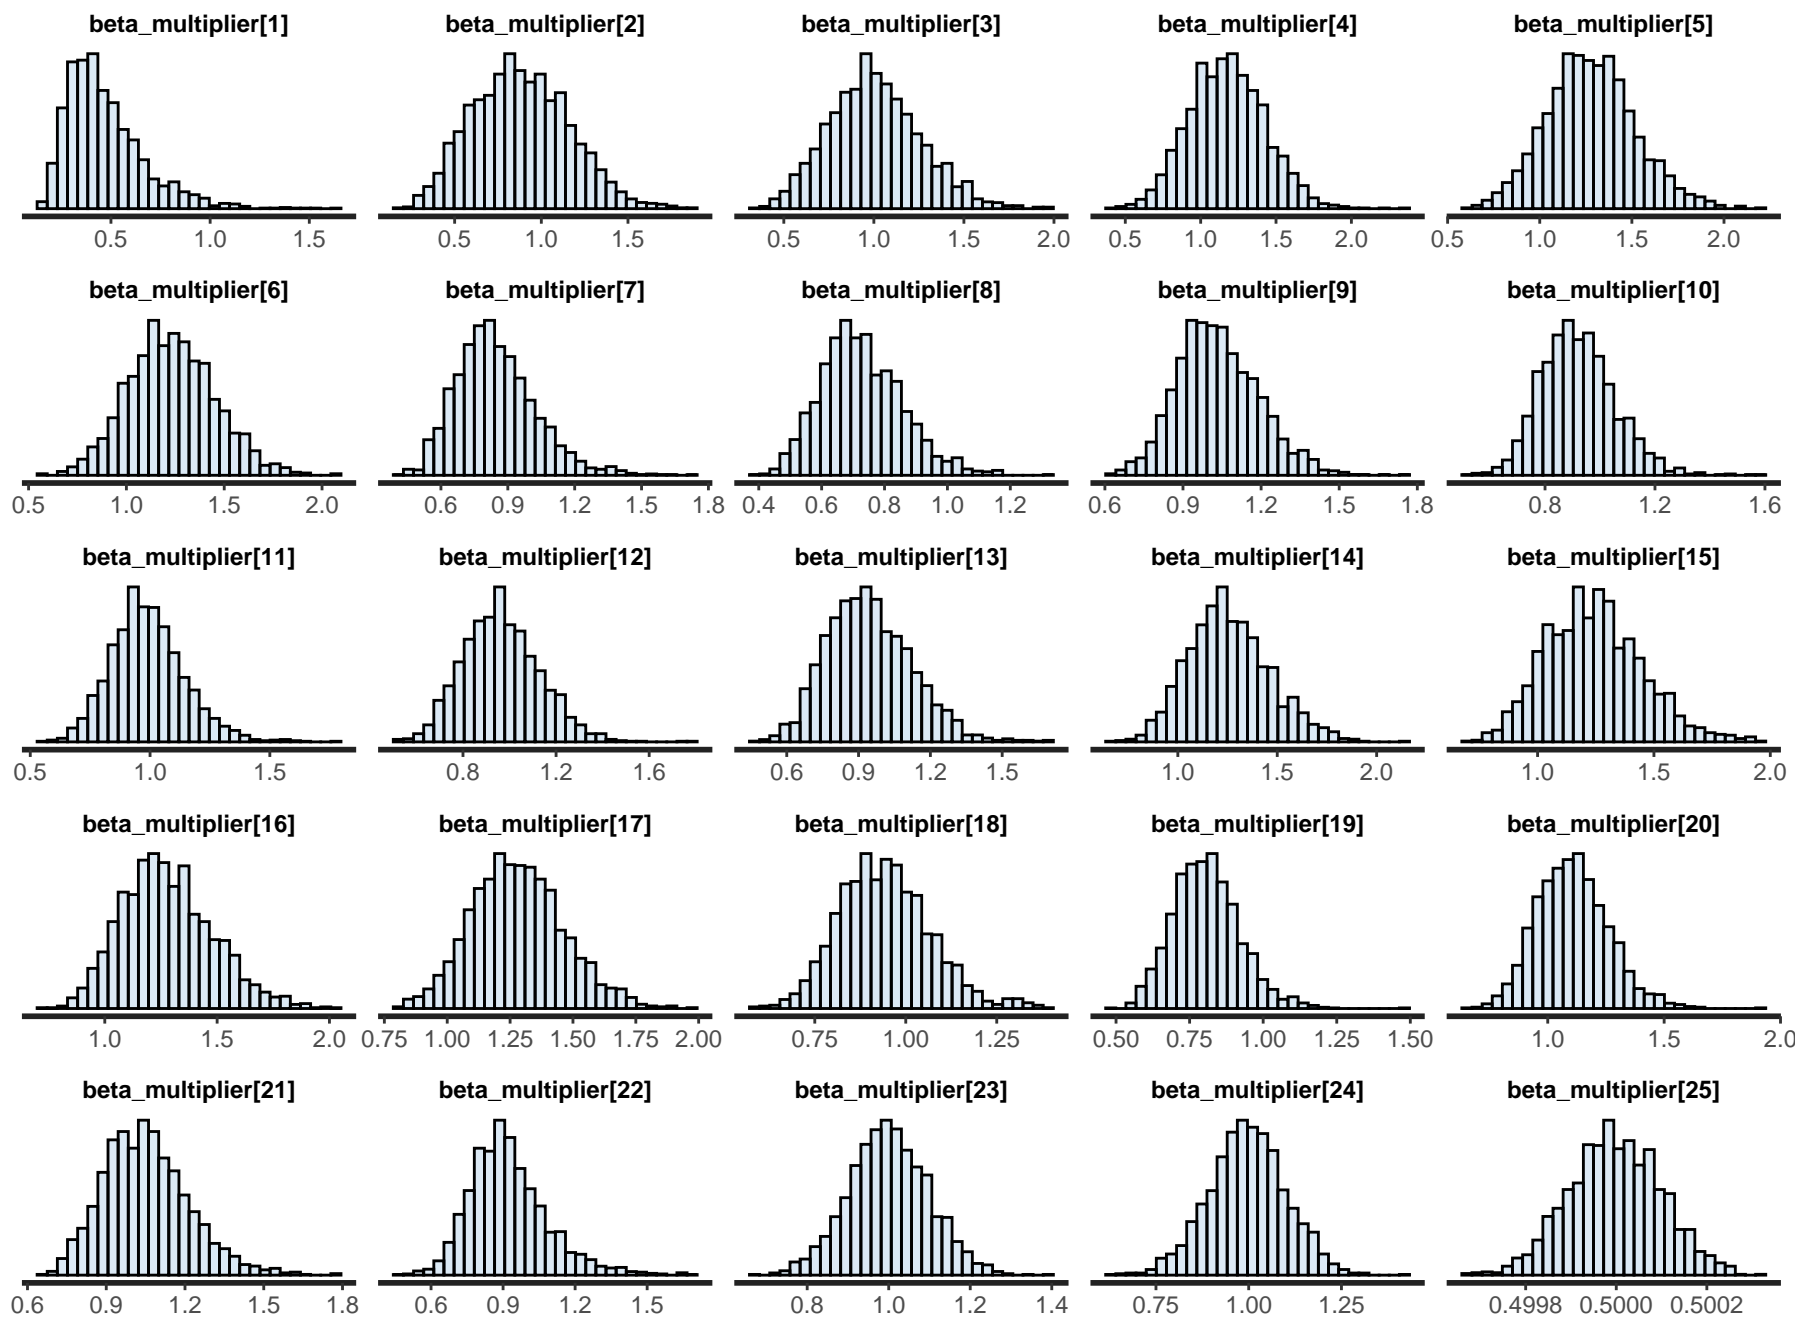 beta_multiplier[1] beta_multiplier[2] beta_multiplier[3] beta_multiplier[4] beta_multiplier[5]
0.5 1.0 1.5 0.5 1.0 1.5 0.5 1.0 1.5 2.0 0.5 1.0 1.5 2.0 0.5 1.0 1.5 2.0
beta_multiplier[6] beta_multiplier[7] beta_multiplier[8] beta_multiplier[9] beta_multiplier[10]
0.5 1.0 1.5 2.0 0.6 0.9 1.2 1.5 1.8 0.4 0.6 0.8 1.0 1.2 0.6 0.9 1.2 1.5 1.8 0.8 1.2 1.6
beta_multiplier[11] beta_multiplier[12] beta_multiplier[13] beta_multiplier[14] beta_multiplier[15]
0.5 1.0 1.5 0.8 1.2 1.6 0.6 0.9 1.2 1.5 1.0 1.5 2.0 1.0 1.5 2.0
beta_multiplier[16] beta_multiplier[17] beta_multiplier[18] beta_multiplier[19] beta_multiplier[20]
1.0 1.5 2.0 0.75 1.00 1.25 1.50 1.75 2.00 0.75 1.00 1.25 0.50 0.75 1.00 1.25 1.50 1.0 1.5 2.0
beta_multiplier[21] beta_multiplier[22] beta_multiplier[23] beta_multiplier[24] beta_multiplier[25]
0.6 0.9 1.2 1.5 1.8 0.6 0.9 1.2 1.5 0.8 1.0 1.2 1.4 0.75 1.00 1.25 0.4998 0.5000 0.5002